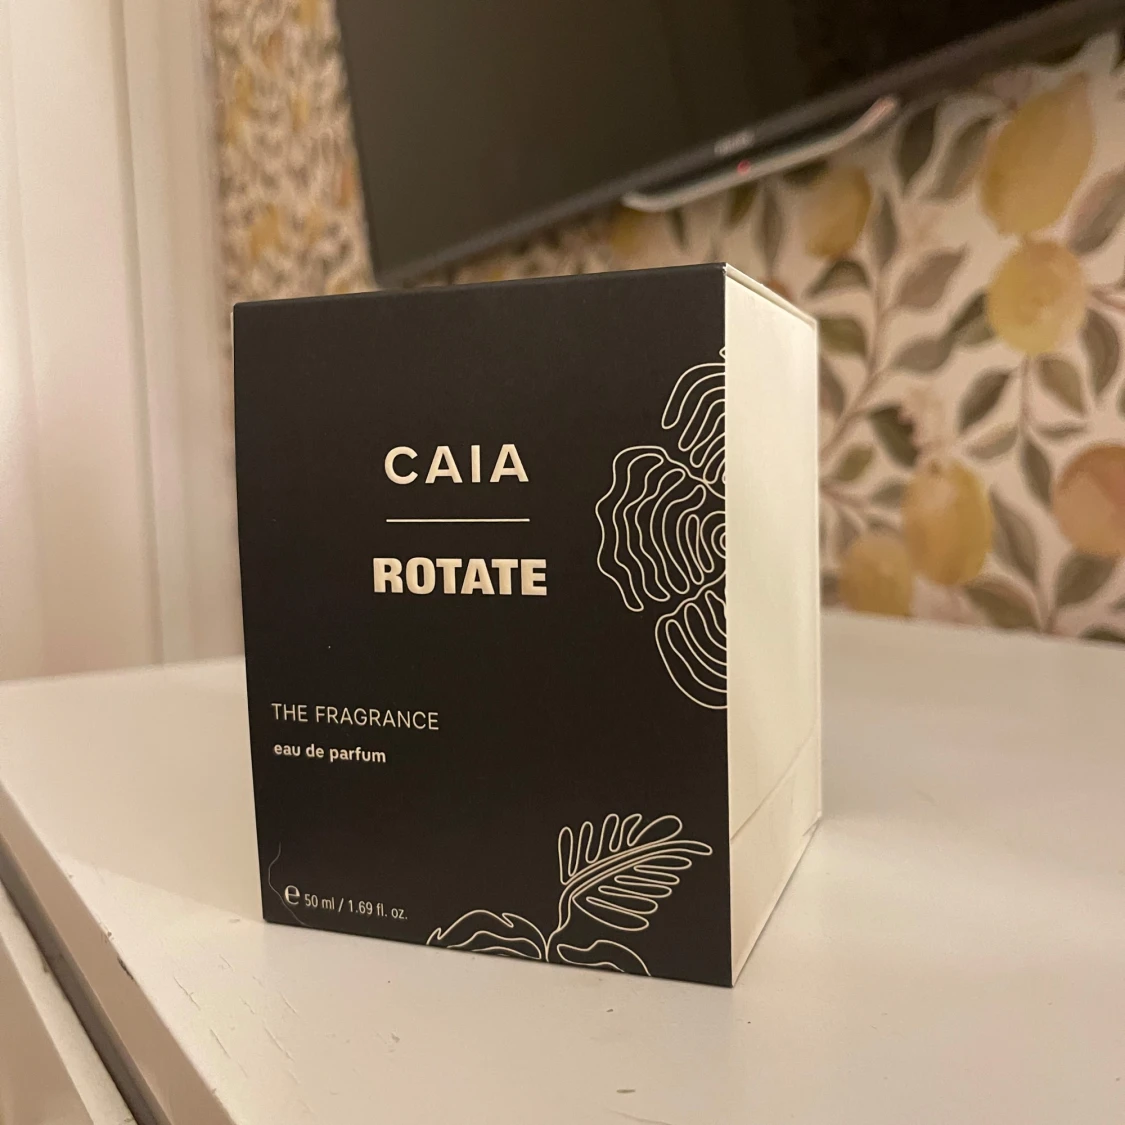 CAIA
ROTATE
THE FRAGRANCE
eau de parfum
℮ 50 ml / 1.69 fl. oz.